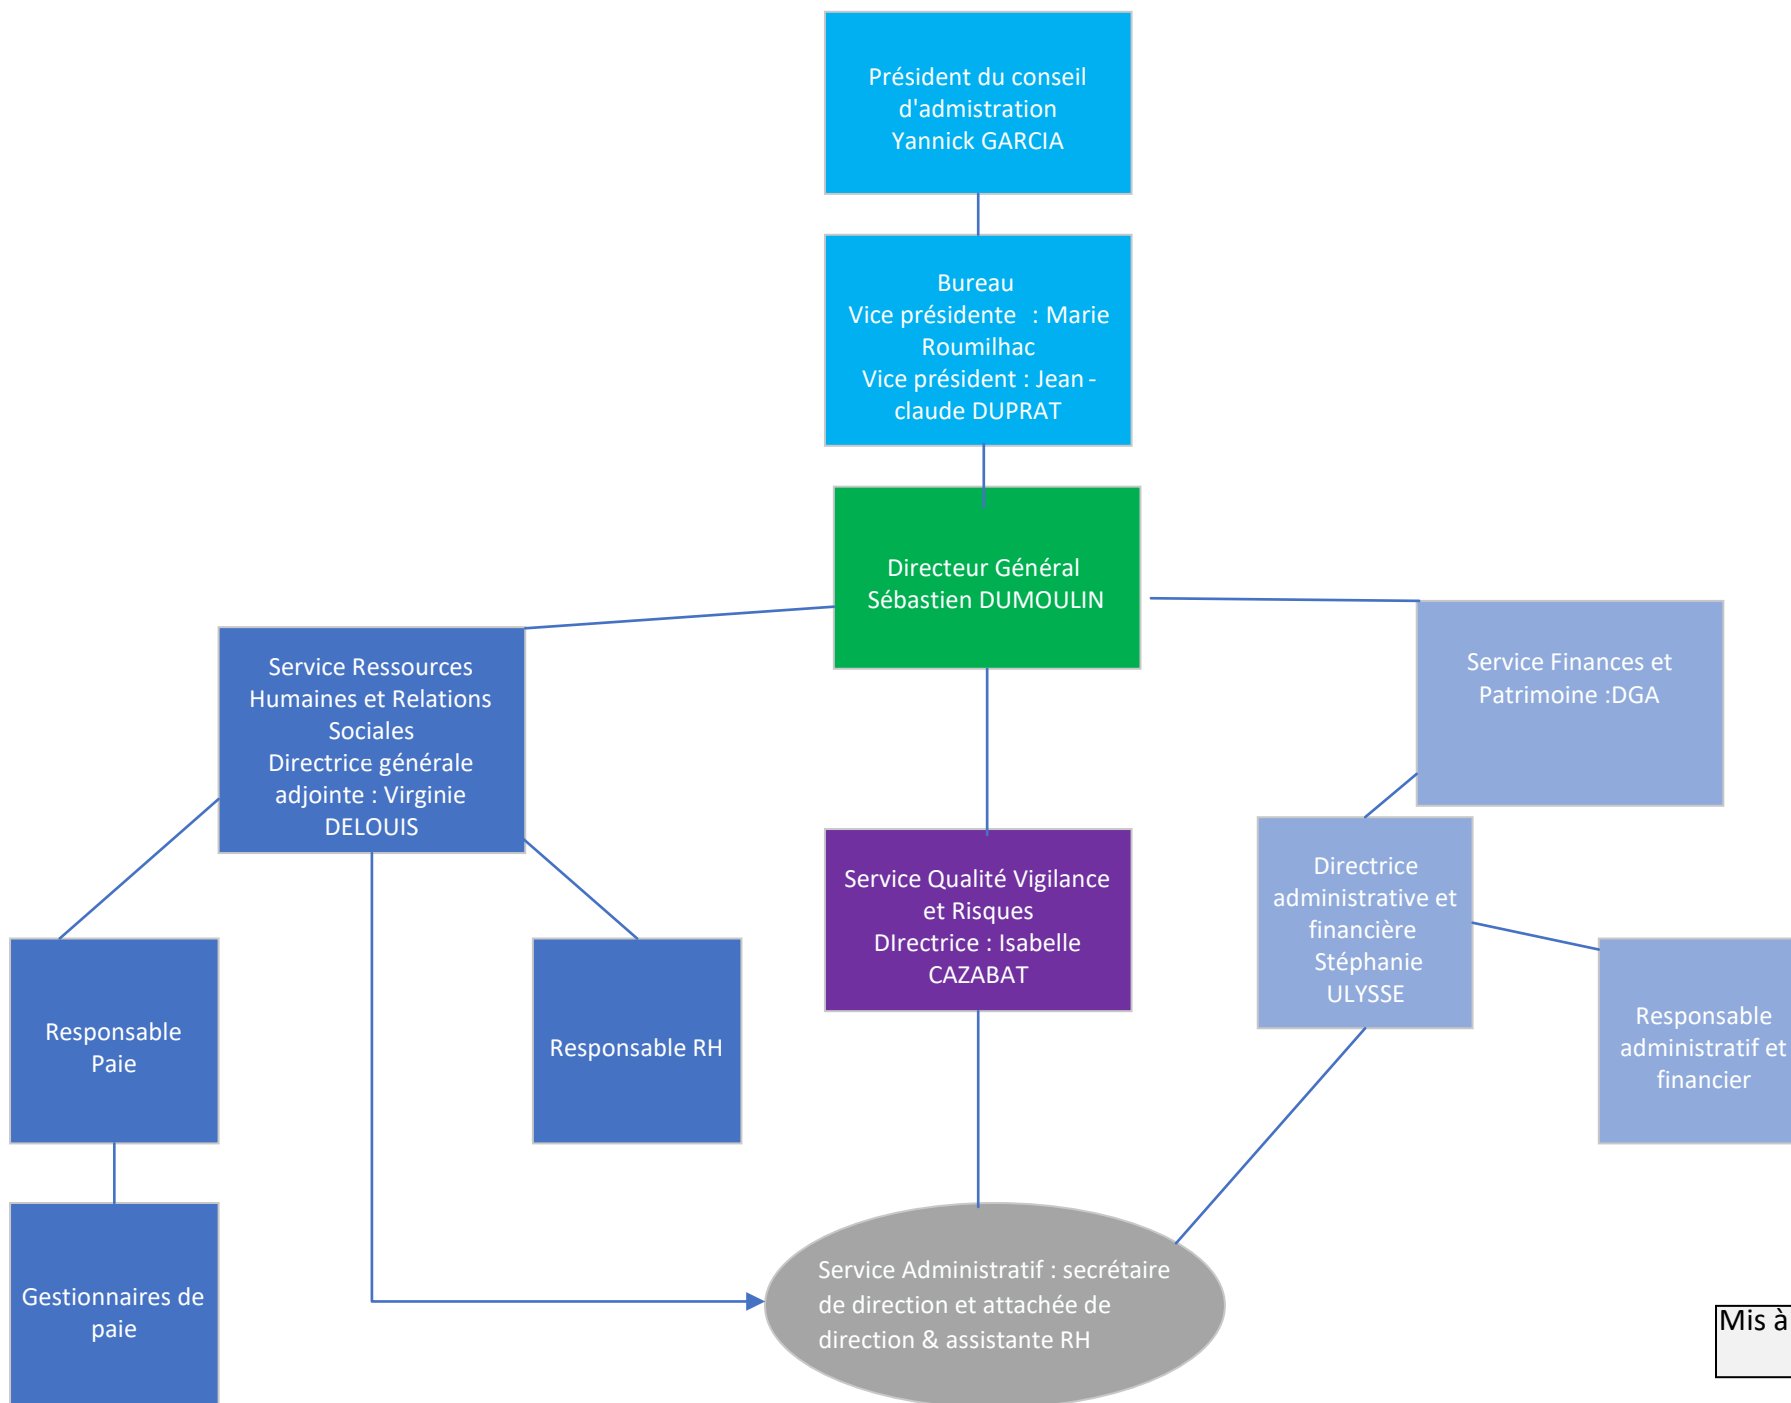 Président du conseil
d'admistration
Yannick GARCIA
Bureau
Vice présidente : Marie
Roumilhac
Vice président : Jean -
claude DUPRAT
Directeur Général
Sébastien DUMOULIN
Service Ressources
Humaines et Relations
Sociales
Directrice générale
adjointe : Virginie
DELOUIS
Service Finances et
Patrimoine :DGA
Service Qualité Vigilance
et Risques
DIrectrice : Isabelle
CAZABAT
Directrice
administrative et
financière
Stéphanie
ULYSSE
Responsable
Paie
Responsable RH
Responsable
administratif et
financier
Gestionnaires de
paie
Service Administratif : secrétaire
de direction et attachée de
direction & assistante RH
Mis à